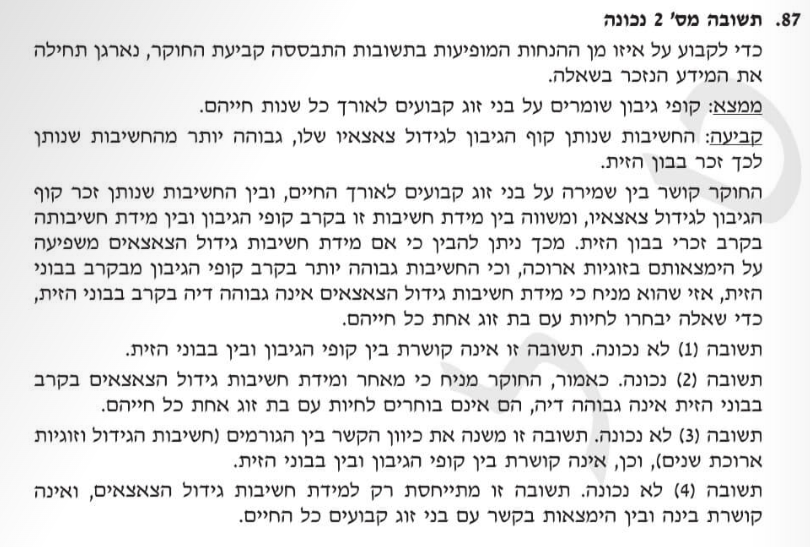 87. תשובה מס' 2 נכונה
כדי לקבוע על איזו מן ההנחות המופיעות בתשובות התבססה קביעת החוקר, נארגן תחילה
את המידע הנזכר בשאלה.
ממצא: קופי גיבון שומרים על בני זוג קבועים לאורך כל שנות חייהם.
קביעה: החשיבות שנותן קוף הגיבון לגידול צאצאיו שלו, גבוהה יותר מהחשיבות שנותן
לכך זכר בבון הזית.
החוקר קושר בין שמירה על בני זוג קבועים לאורך החיים, ובין החשיבות שנותן זכר קוף
הגיבון לגידול צאצאיו, ומשווה בין מידת חשיבות זו בקרב קופי הגיבון ובין מידת חשיבותה
בקרב זכרי בבון הזית. מכך ניתן להבין כי אם מידת חשיבות גידול הצאצאים משפיעה
על הימצאותם בזוגיות ארוכה, וכי החשיבות גבוהה יותר בקרב קופי הגיבון מבקרב בבוני
הזית, אזי שהוא מניח כי מידת חשיבות גידול הצאצאים אינה גבוהה דיה בקרב בבוני הזית,
כדי שאלה יבחרו לחיות עם בת זוג אחת כל חייהם.
תשובה (1) לא נכונה. תשובה זו אינה קושרת בין קופי הגיבון ובין בבוני הזית.
תשובה (2) נכונה. כאמור, החוקר מניח כי מאחר ומידת חשיבות גידול הצאצאים בקרב
בבוני הזית אינה גבוהה דיה, הם אינם בוחרים לחיות עם בת זוג אחת כל חייהם.
תשובה (3) לא נכונה. תשובה זו משנה את כיוון הקשר בין הגורמים (חשיבות הגידול וזוגיות
ארוכת שנים), וכן, אינה קושרת בין קופי הגיבון ובין בבוני הזית.
תשובה (4) לא נכונה. תשובה זו מתייחסת רק למידת חשיבות גידול הצאצאים, ואינה
קושרת בינה ובין הימצאות בקשר עם בני זוג קבועים כל החיים.